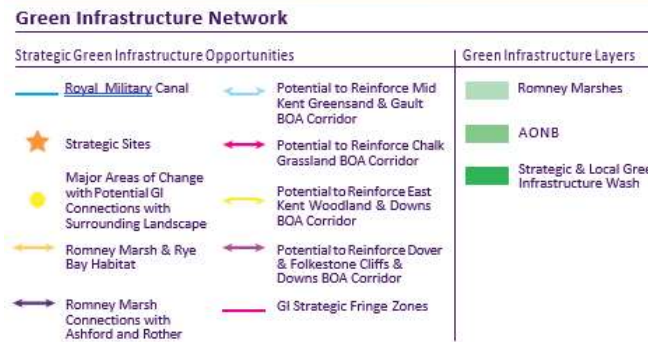 Green Infrastructure Network
Strategic Green Infrastructure Opportunities
Royal Military Canal
Strategic Sites
Major Areas of Change
with Potential GI
Connections with
Surrounding Landscape
Romney Marsh & Rye
Bay Habitat
Romney Marsh
Connections with
Ashford and Rother
Potential to Reinforce Mid
Kent Greensand & Gault
BOA Corridor
Potential to Reinforce Chalk
Grassland BOA Corridor
Potential to Reinforce East
Kent Woodland & Downs
BOA Corridor
Potential to Reinforce Dover
& Folkestone Cliffs &
Downs BOA Corridor
GI Strategic Fringe Zones
Green Infrastructure Layers
Romney Marshes
AONB
Strategic & Local Gree
Infrastructure Wash